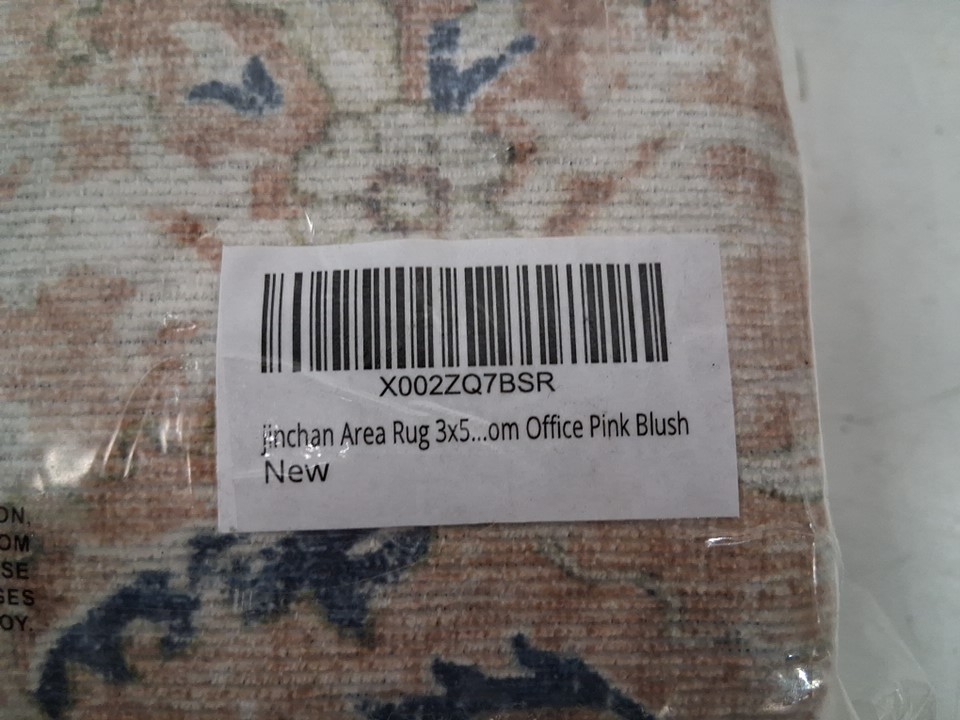 X002ZQ7BSR
jinchan Area Rug 3x5...om Office Pink Blush
New
ON,
OM
SE
GES
OY.